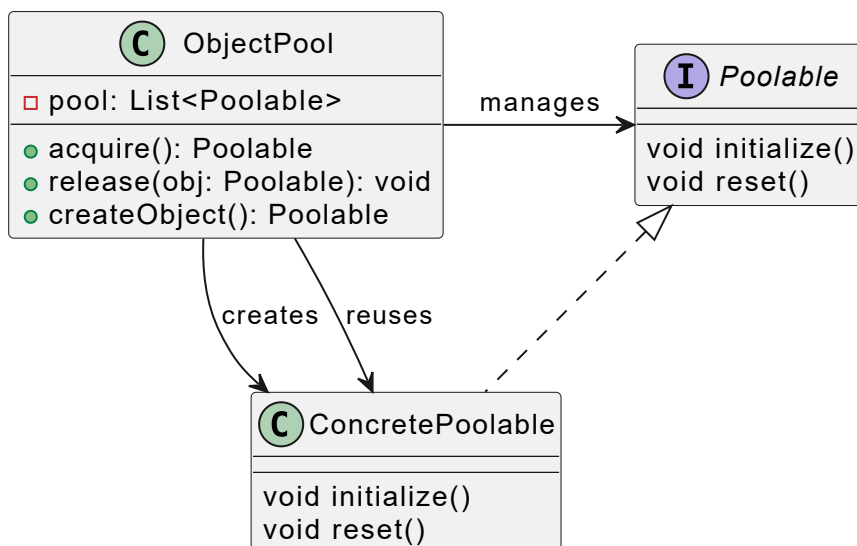 C ObjectPool
pool: List<Poolable>
acquire(): Poolable
release(obj: Poolable): void
createObject(): Poolable
manages
I Poolable
void initialize()
void reset()
creates
reuses
C ConcretePoolable
void initialize()
void reset()